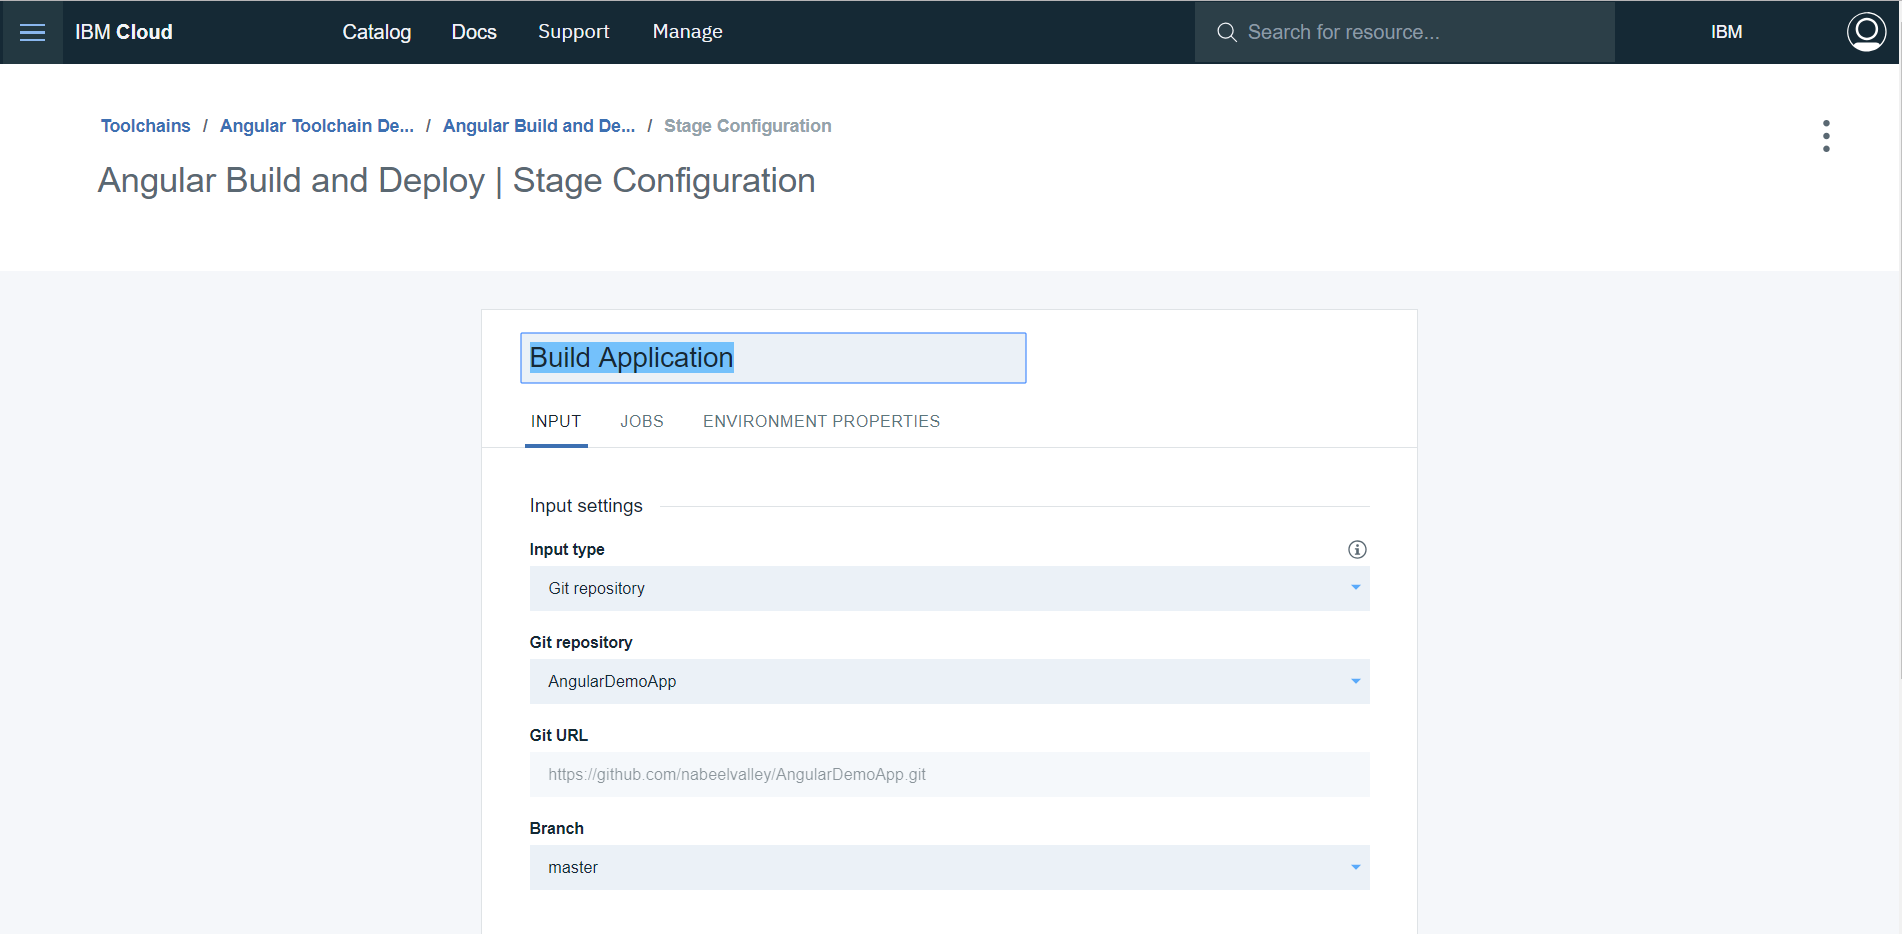 IBM Cloud Catalog Docs Support Manage Search for resource... IBM
Toolchains / Angular Toolchain De... / Angular Build and De... / Stage Configuration
Angular Build and Deploy | Stage Configuration
Build Application
INPUT JOBS ENVIRONMENT PROPERTIES
Input settings
Input type
Git repository
Git repository
AngularDemoApp
Git URL
https://github.com/nabeelvalley/AngularDemoApp.git
Branch
master